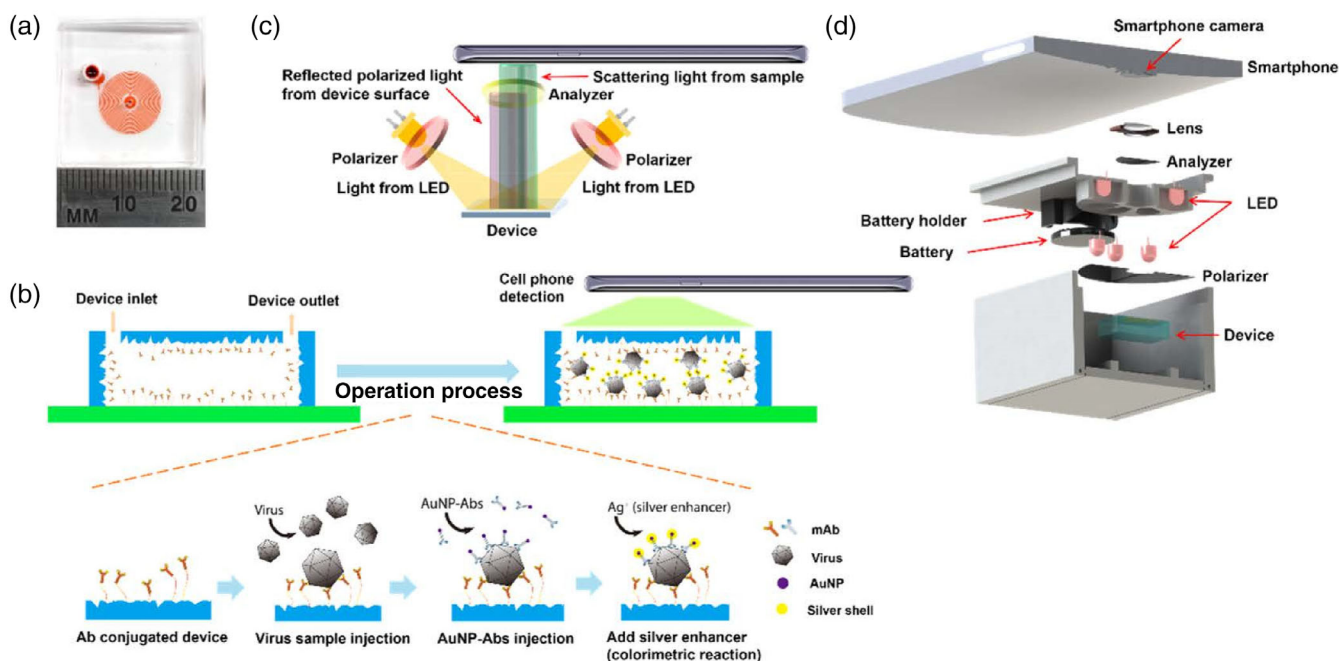 (a)
MM
10
20
(c)
Reflected polarized light
from device surface
Scattering light from sample
Analyzer
Polarizer
Polarizer
Light from LED
Light from LED
Device
(d)
Smartphone camera
Smartphone
Lens
Analyzer
LED
Battery holder
Battery
Polarizer
Device
(b)
Device inlet
Device outlet
Cell phone
detection
Operation process
Virus
AuNP-Abs
Ag⁺ (silver enhancer)
mAb
Virus
AuNP
Silver shell
Ab conjugated device
Virus sample injection
AuNP-Abs injection
Add silver enhancer
(colorimetric reaction)